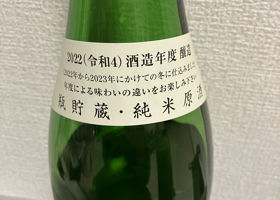 2022(令和4)酒造年度醸造
2022年から2023年にかけての冬に仕込みました
年度による味わいの違いをお楽しみ下さい
瓶貯蔵・純米原酒